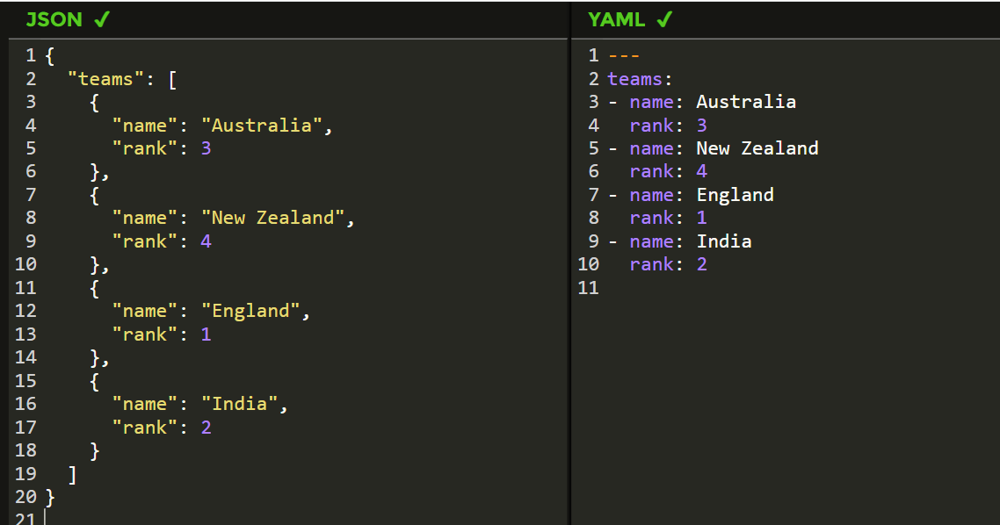 JSON ✓
1 {
2   "teams": [
3     {
4       "name": "Australia",
5       "rank": 3
6     },
7     {
8       "name": "New Zealand",
9       "rank": 4
10     },
11     {
12       "name": "England",
13       "rank": 1
14     },
15     {
16       "name": "India",
17       "rank": 2
18     }
19   ]
20 }
21
YAML ✓
1 ---
2 teams:
3 - name: Australia
4   rank: 3
5 - name: New Zealand
6   rank: 4
7 - name: England
8   rank: 1
9 - name: India
10   rank: 2
11